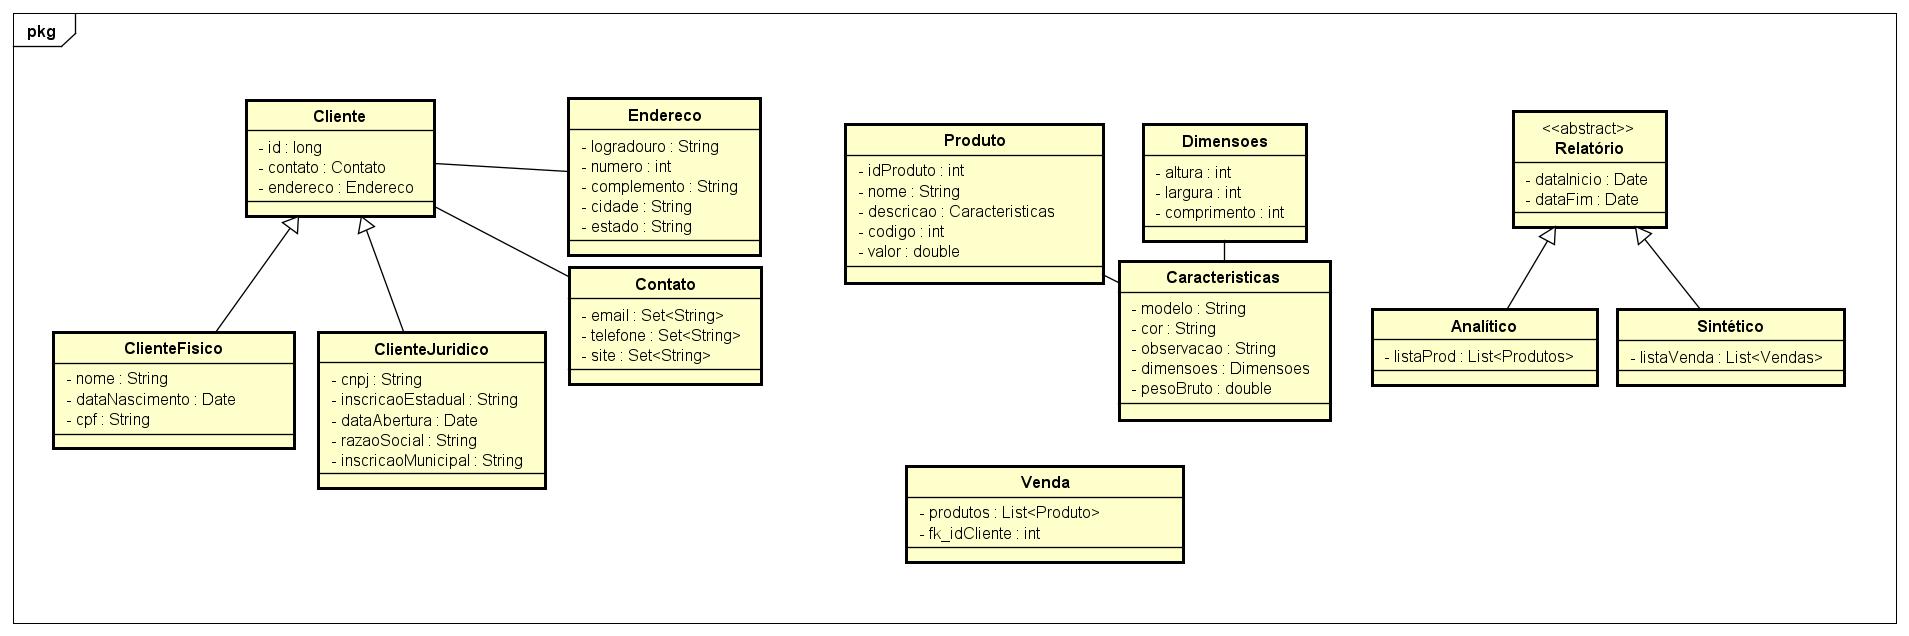 pkg
Cliente
- id : long
- contato : Contato
- endereco : Endereco
Endereco
- logradouro : String
- numero : int
- complemento : String
- cidade : String
- estado : String
Contato
- email : Set<String>
- telefone : Set<String>
- site : Set<String>
ClienteFisico
- nome : String
- dataNascimento : Date
- cpf : String
ClienteJuridico
- cnpj : String
- inscricaoEstadual : String
- dataAbertura : Date
- razaoSocial : String
- inscricaoMunicipal : String
Produto
- idProduto : int
- nome : String
- descricao : Caracteristicas
- codigo : int
- valor : double
Dimensoes
- altura : int
- largura : int
- comprimento : int
Caracteristicas
- modelo : String
- cor : String
- observacao : String
- dimensoes : Dimensoes
- pesoBruto : double
Venda
- produtos : List<Produto>
- fk_idCliente : int
<<abstract>>
Relatório
- dataInicio : Date
- dataFim : Date
Analítico
- listaProd : List<Produtos>
Sintético
- listaVenda : List<Vendas>